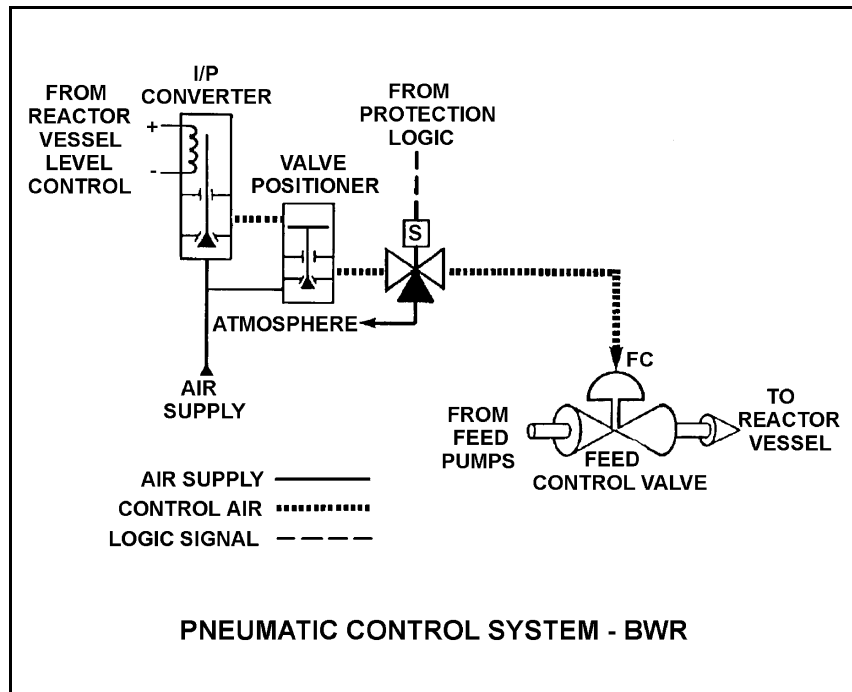 I/P
CONVERTER
FROM
REACTOR
VESSEL
LEVEL
CONTROL
+
-
VALVE
POSITIONER
FROM
PROTECTION
LOGIC
S
ATMOSPHERE
AIR
SUPPLY
FC
FROM
FEED
PUMPS
FEED
CONTROL VALVE
TO
REACTOR
VESSEL
AIR SUPPLY
CONTROL AIR
LOGIC SIGNAL
PNEUMATIC CONTROL SYSTEM - BWR